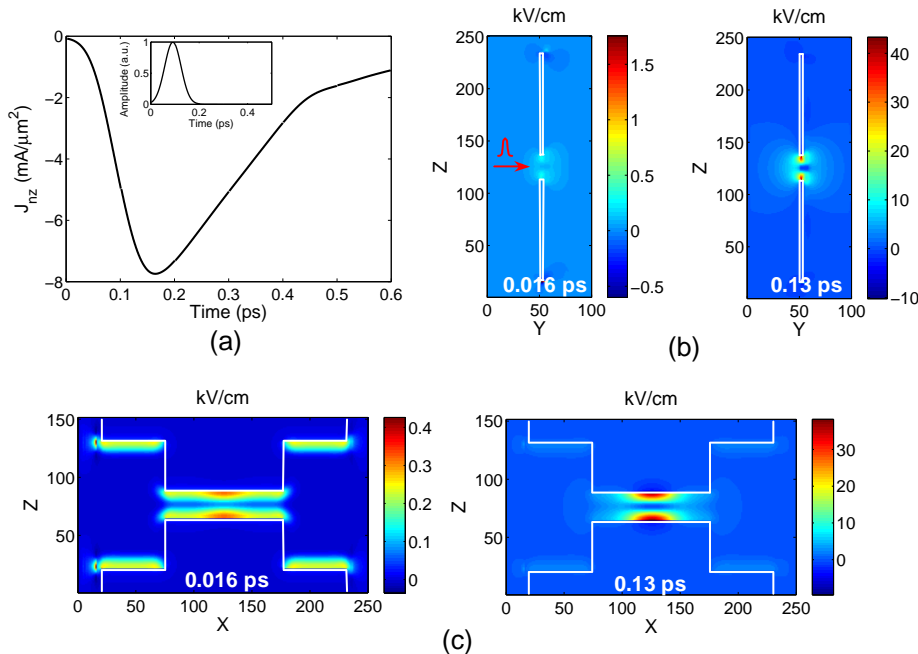 0
−2
−4
−6
−8
J_nz (mA/μm²)
0 0.1 0.2 0.3 0.4 0.5 0.6
Time (ps)
1
0.5
0
Amplitude (a.u.)
0 0.2 0.4
Time (ps)
(a)
kV/cm
250
200
150
100
50
0
Z
0 50 100
Y
0.016 ps
1.5
1
0.5
0
−0.5
kV/cm
250
200
150
100
50
0
Z
0 50 100
Y
0.13 ps
40
30
20
10
0
−10
(b)
kV/cm
150
100
50
Z
0 50 100 150 200 250
X
0.016 ps
0.4
0.3
0.2
0.1
0
kV/cm
150
100
50
0
Z
0 50 100 150 200 250
X
0.13 ps
30
20
10
0
(c)